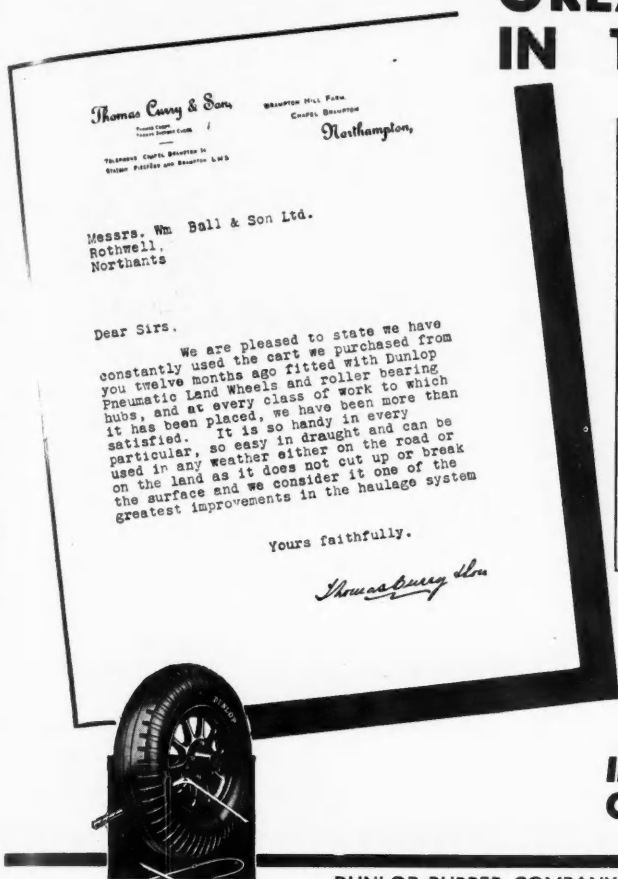 IN
Thomas Curry & Son,
BRAMPTON HILL FARM
CHAPEL BRAMPTON
Northampton,
TELEPHONE CHAPEL BRAMPTON
STATION PITSFORD AND BRAMPTON L M S
Messrs. Wm Ball & Son Ltd.
Rothwell,
Northants
Dear Sirs.
We are pleased to state we have
constantly used the cart we purchased from
you twelve months ago fitted with Dunlop
Pneumatic Land Wheels and roller bearing
hubs, and at every class of work to which
it has been placed, we have been more than
satisfied. It is so handy in every
particular, so easy in draught and can be
used in any weather either on the road or
on the land as it does not cut up or break
the surface and we consider it one of the
greatest improvements in the haulage system
Yours faithfully.
Thomas Curry & Son
DUNLOP
DUNLOP RUBBER COMPANY